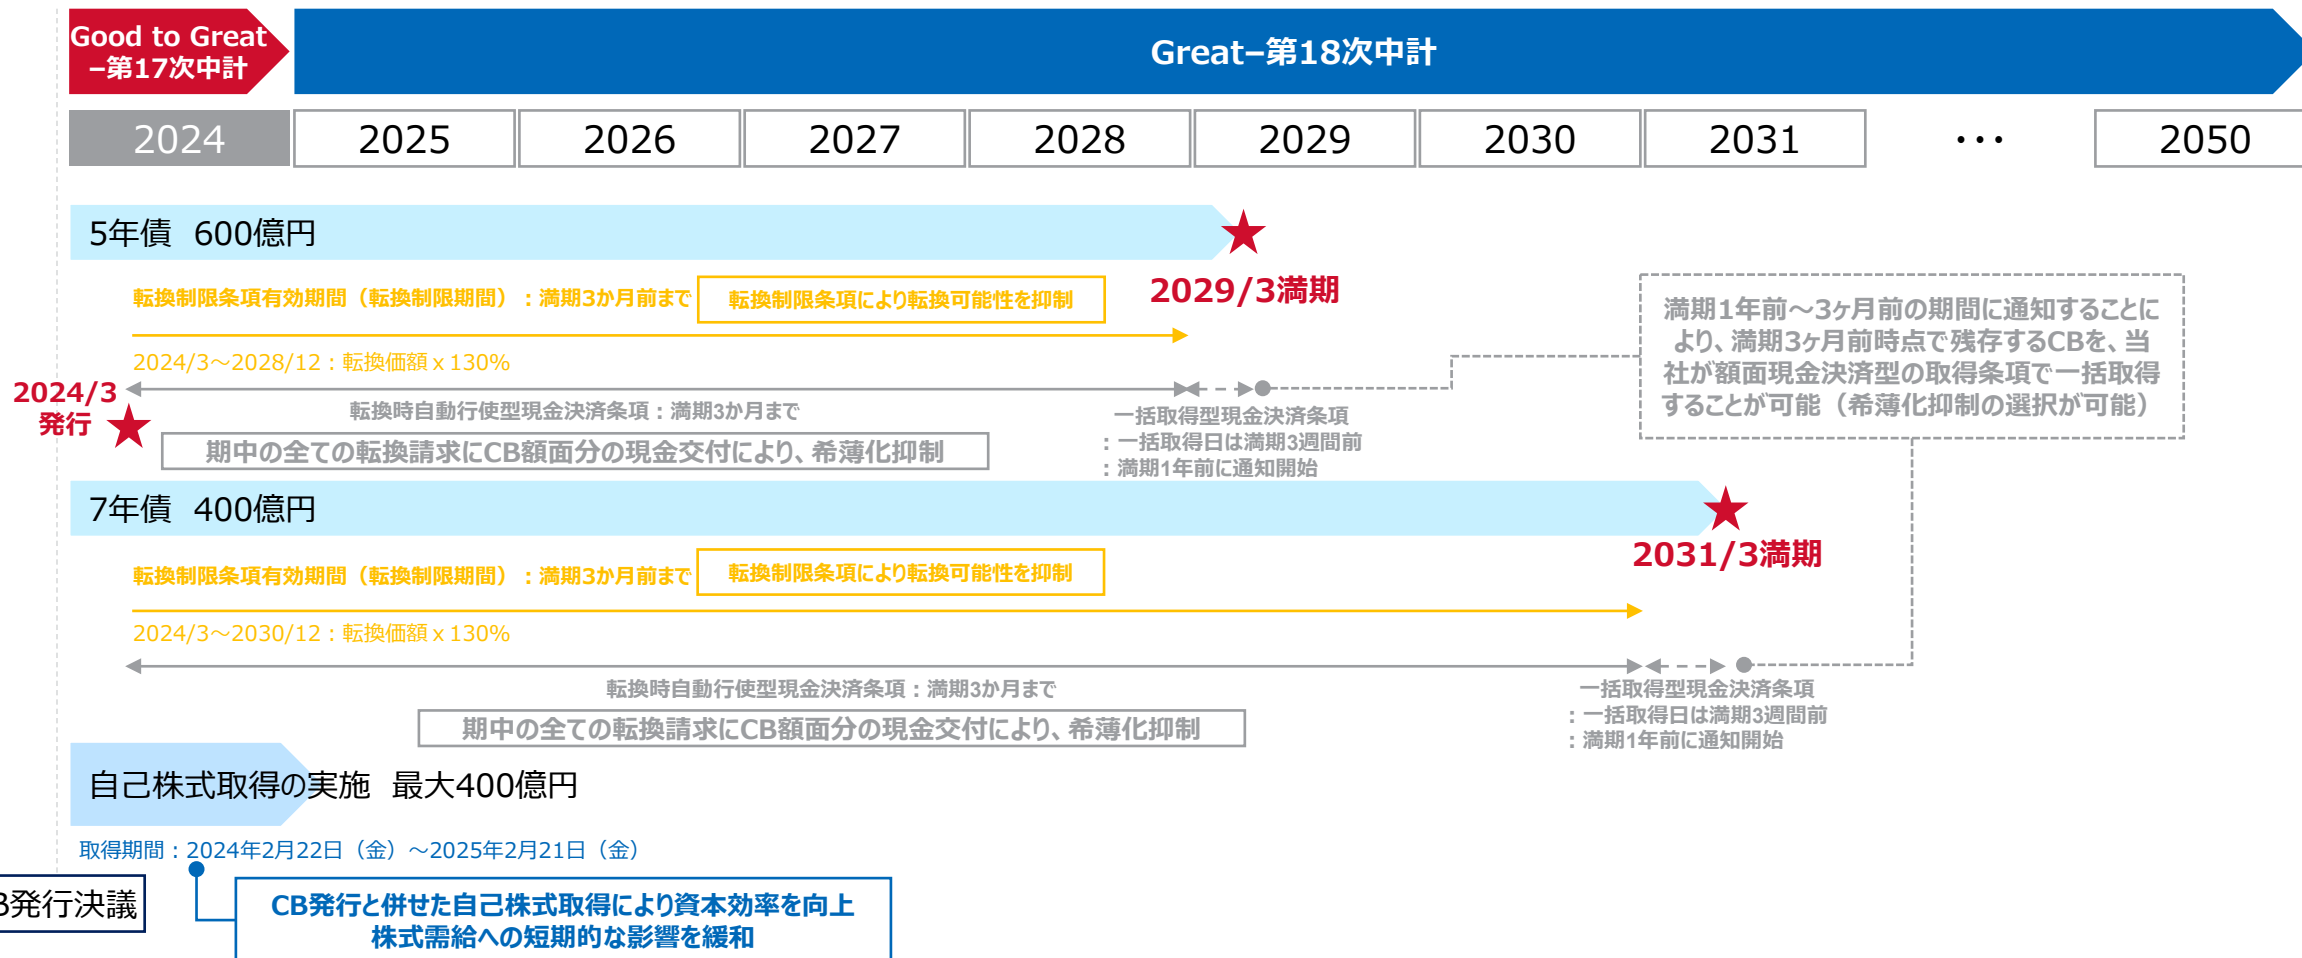 Good to Great
–第17次中計
Great–第18次中計
2024
2025
2026
2027
2028
2029
2030
2031
･･･
2050
5年債 600億円
転換制限条項有効期間（転換制限期間）：満期3か月前まで
転換制限条項により転換可能性を抑制
2029/3満期
2024/3～2028/12：転換価額 x 130%
2024/3
発行
転換時自動行使型現金決済条項：満期3か月まで
期中の全ての転換請求にCB額面分の現金交付により、希薄化抑制
一括取得型現金決済条項
：一括取得日は満期3週間前
：満期1年前に通知開始
満期1年前～3ヶ月前の期間に通知することに
より、満期3ヶ月前時点で残存するCBを、当
社が額面現金決済型の取得条項で一括取得
することが可能（希薄化抑制の選択が可能）
7年債 400億円
2031/3満期
転換制限条項有効期間（転換制限期間）：満期3か月前まで
転換制限条項により転換可能性を抑制
2024/3～2030/12：転換価額 x 130%
転換時自動行使型現金決済条項：満期3か月まで
期中の全ての転換請求にCB額面分の現金交付により、希薄化抑制
一括取得型現金決済条項
：一括取得日は満期3週間前
：満期1年前に通知開始
自己株式取得の実施 最大400億円
取得期間：2024年2月22日（金）～2025年2月21日（金）
B発行決議
CB発行と併せた自己株式取得により資本効率を向上
株式需給への短期的な影響を緩和